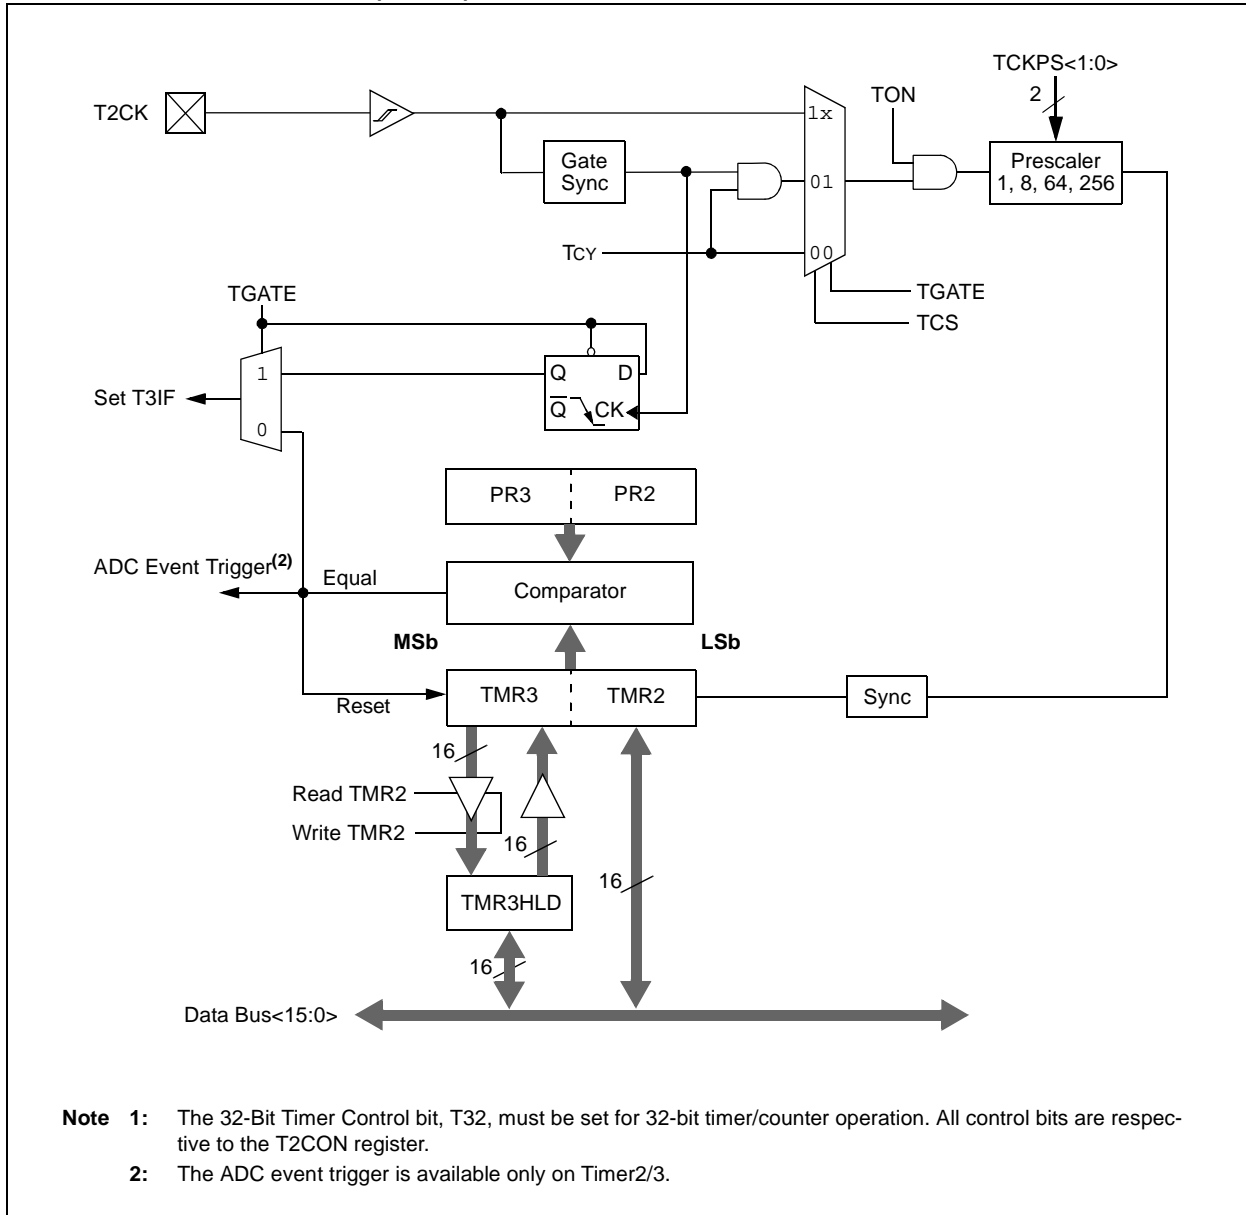 TCKPS<1:0>
2
TON
T2CK
1x
Gate
Sync
Prescaler
1, 8, 64, 256
01
TCY
00
TGATE
TCS
TGATE
1
Q
D
Set T3IF
Q
CK
0
PR3
PR2
ADC Event Trigger(2)
Equal
Comparator
MSb
LSb
TMR3
TMR2
Sync
Reset
16
Read TMR2
Write TMR2
16
16
TMR3HLD
16
Data Bus<15:0>
Note 1: The 32-Bit Timer Control bit, T32, must be set for 32-bit timer/counter operation. All control bits are respec-
tive to the T2CON register.
2: The ADC event trigger is available only on Timer2/3.